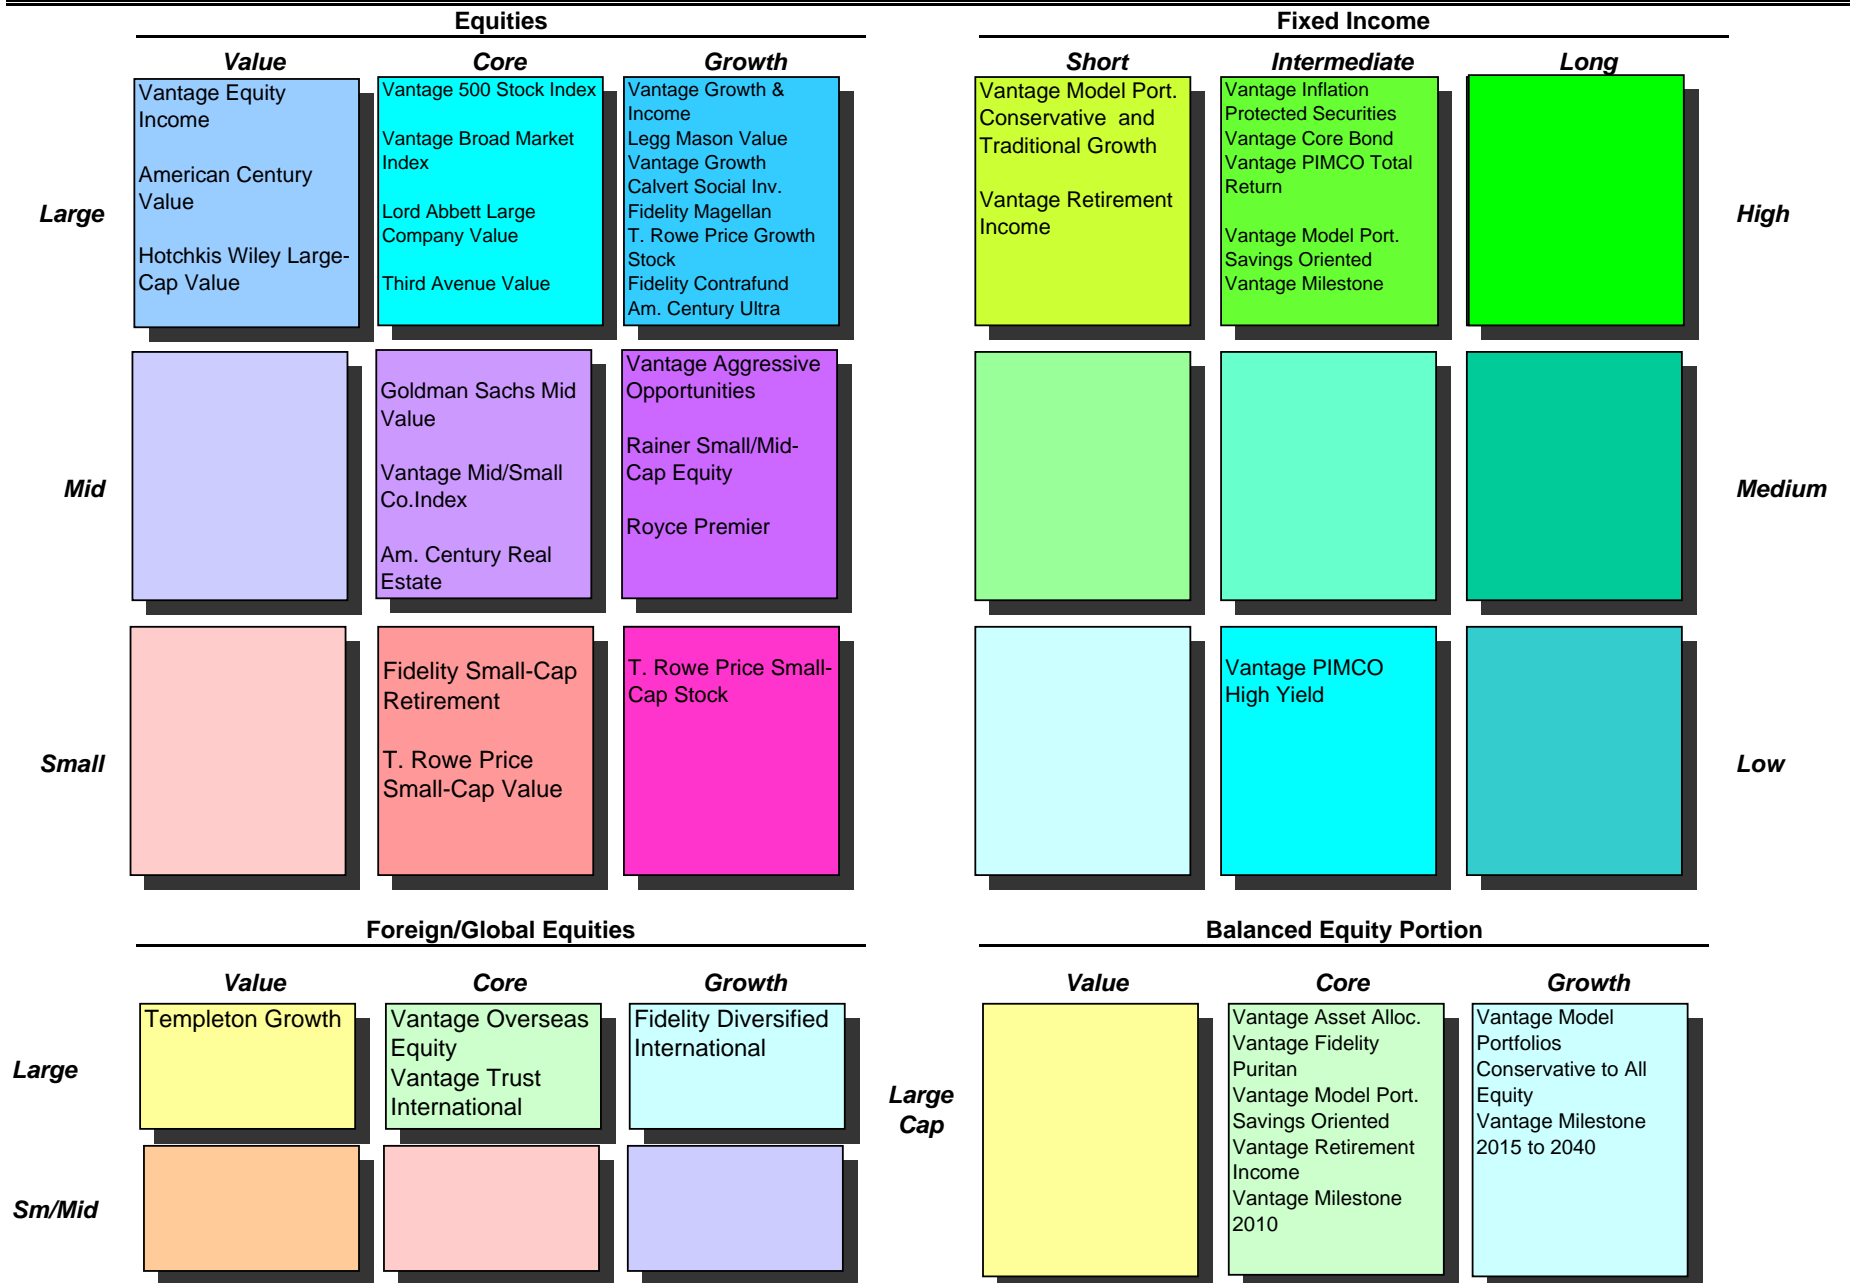 Equities
Value
Core
Growth
Large
Vantage Equity
Income
American Century
Value
Hotchkis Wiley Large-
Cap Value
Vantage 500 Stock Index
Vantage Broad Market
Index
Lord Abbett Large
Company Value
Third Avenue Value
Vantage Growth &
Income
Legg Mason Value
Vantage Growth
Calvert Social Inv.
Fidelity Magellan
T. Rowe Price Growth
Stock
Fidelity Contrafund
Am. Century Ultra
Mid
Goldman Sachs Mid
Value
Vantage Mid/Small
Co.Index
Am. Century Real
Estate
Vantage Aggressive
Opportunities
Rainer Small/Mid-
Cap Equity
Royce Premier
Small
Fidelity Small-Cap
Retirement
T. Rowe Price
Small-Cap Value
T. Rowe Price Small-
Cap Stock
Fixed Income
Short
Intermediate
Long
Vantage Model Port.
Conservative  and
Traditional Growth
Vantage Retirement
Income
Vantage Inflation
Protected Securities
Vantage Core Bond
Vantage PIMCO Total
Return
Vantage Model Port.
Savings Oriented
Vantage Milestone
High
Medium
Vantage PIMCO
High Yield
Low
Foreign/Global Equities
Value
Core
Growth
Large
Templeton Growth
Vantage Overseas
Equity
Vantage Trust
International
Fidelity Diversified
International
Sm/Mid
Balanced Equity Portion
Value
Core
Growth
Large
Cap
Vantage Asset Alloc.
Vantage Fidelity
Puritan
Vantage Model Port.
Savings Oriented
Vantage Retirement
Income
Vantage Milestone
2010
Vantage Model
Portfolios
Conservative to All
Equity
Vantage Milestone
2015 to 2040